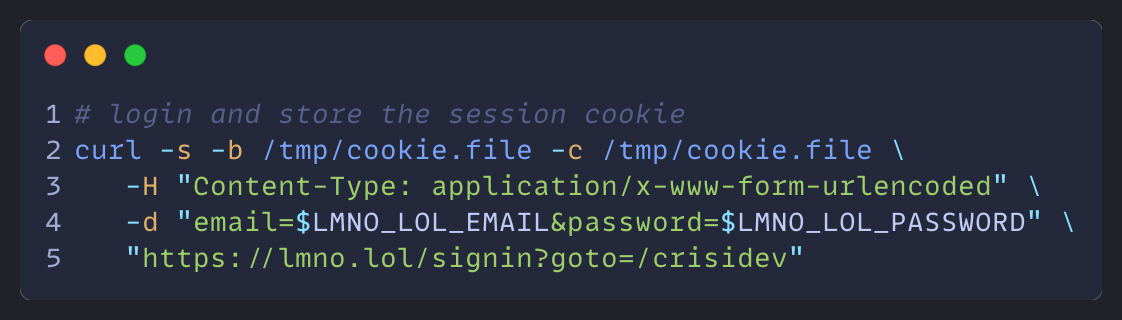 1 # login and store the session cookie
2 curl -s -b /tmp/cookie.file -c /tmp/cookie.file \
3    -H "Content-Type: application/x-www-form-urlencoded" \
4    -d "email=$LMNO_LOL_EMAIL&password=$LMNO_LOL_PASSWORD" \
5    "https://lmno.lol/signin?goto=/crisidev"